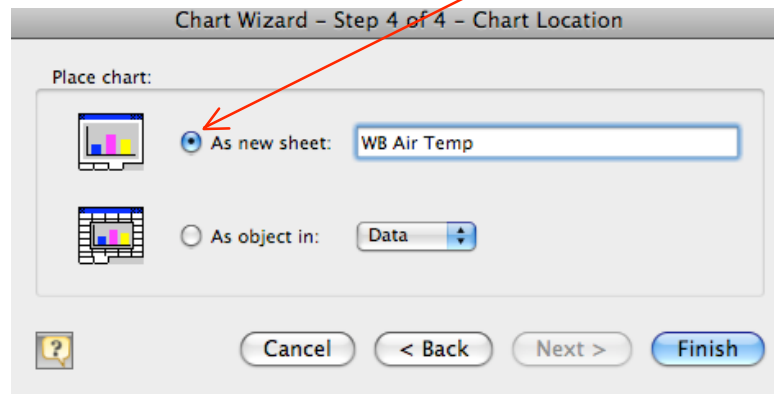 Chart Wizard – Step 4 of 4 – Chart Location
Place chart:
As new sheet: WB Air Temp
As object in: Data
? Cancel < Back Next > Finish